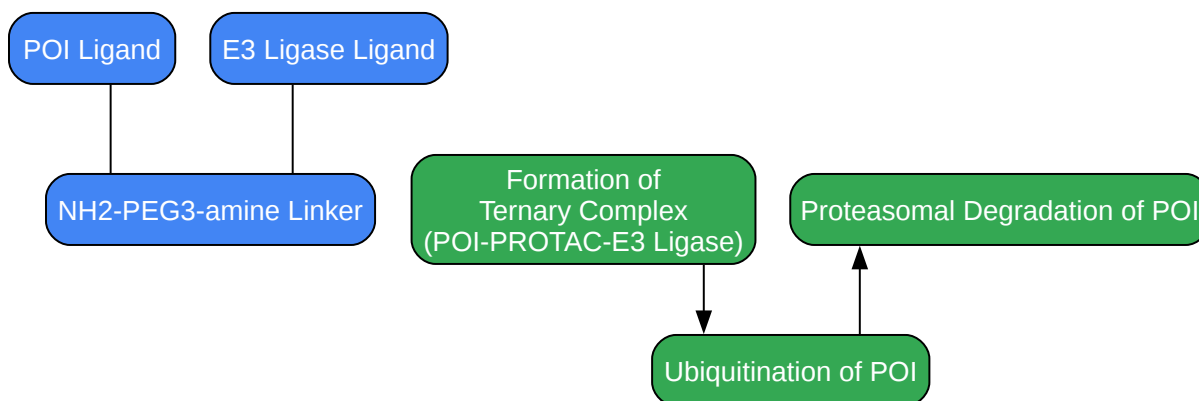 POI Ligand
E3 Ligase Ligand
NH2-PEG3-amine Linker
Formation of
Ternary Complex
(POI-PROTAC-E3 Ligase)
Proteasomal Degradation of POI
Ubiquitination of POI